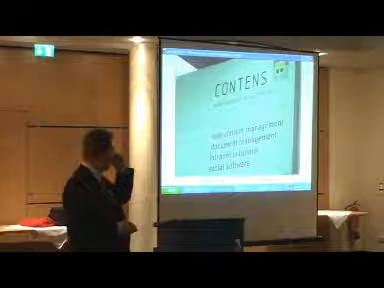 CONTENS
web content management
document management
intranet solutions
social software